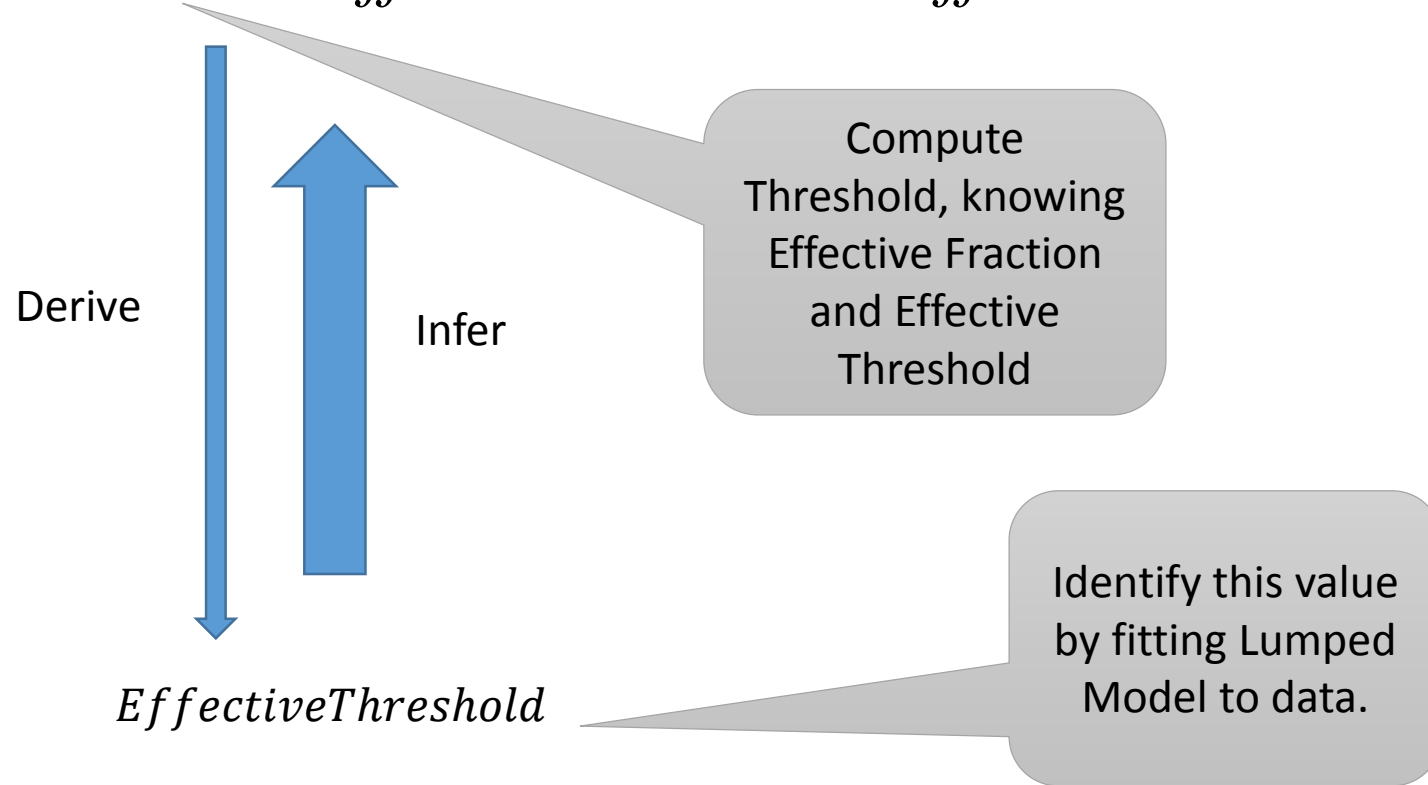 Compute
Threshold, knowing
Effective Fraction
and Effective
Threshold
Derive
Infer
Identify this value
by fitting Lumped
Model to data.
EffectiveThreshold